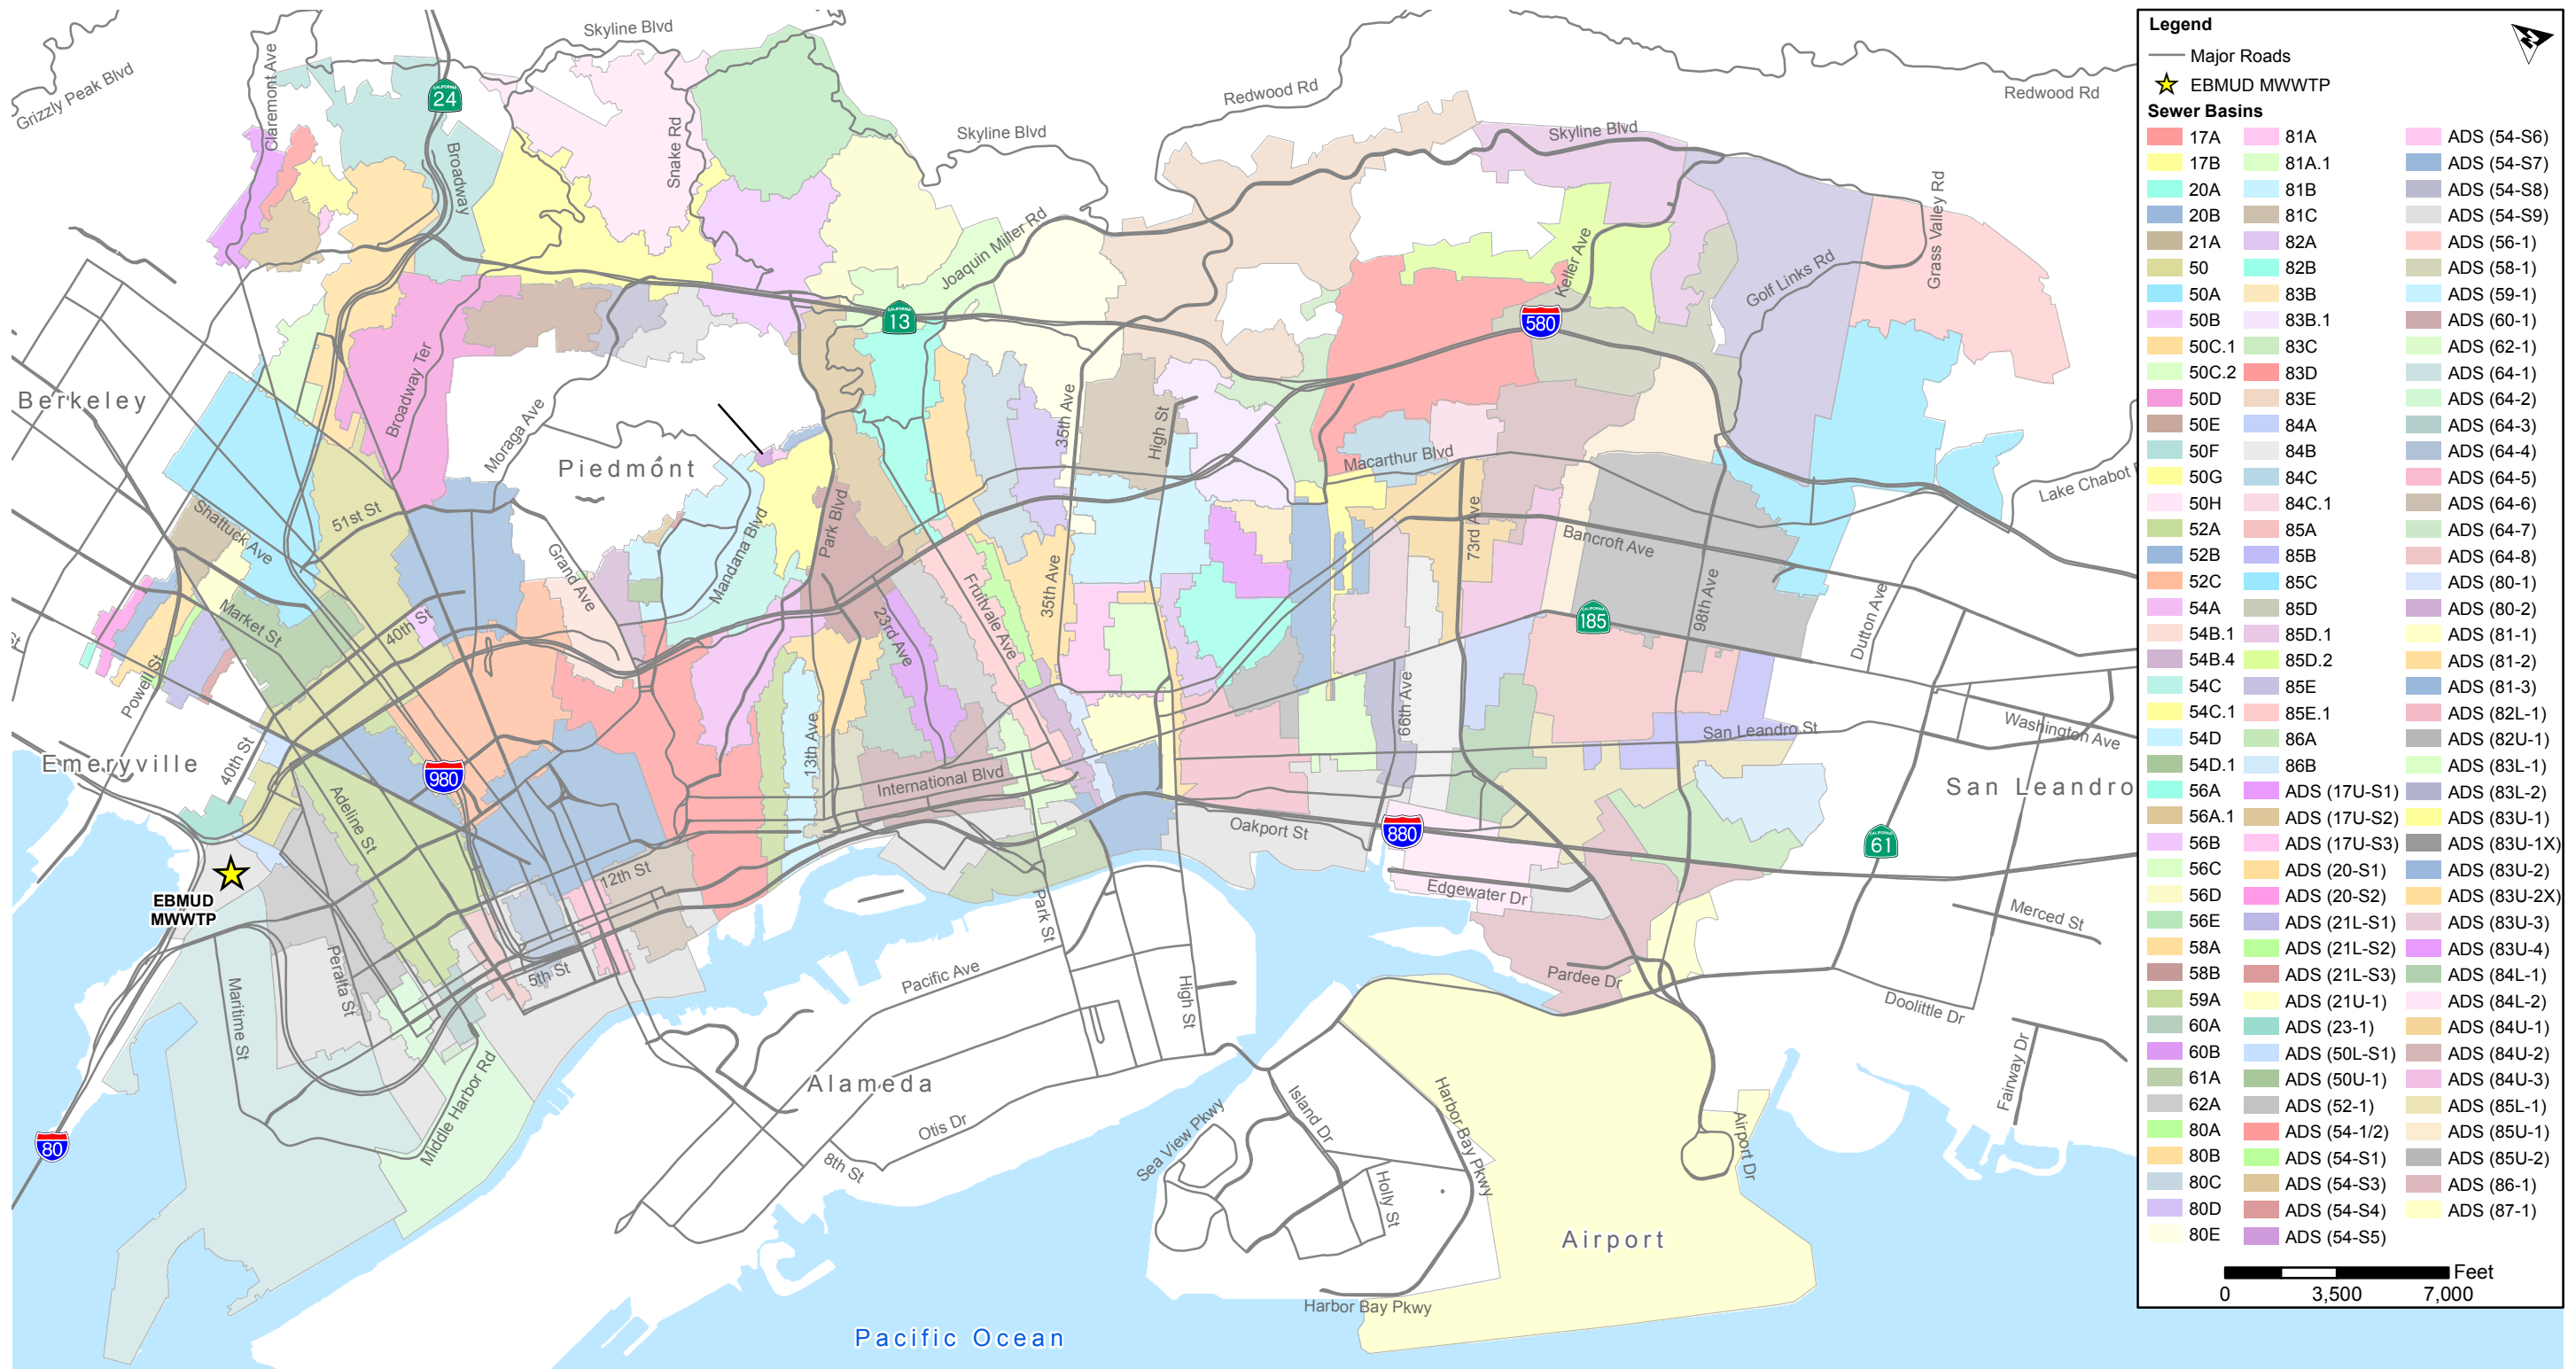 Skyline Blvd
Grizzly Peak Blvd
Claremont Ave
24
Broadway
Snake Rd
Skyline Blvd
Redwood Rd
Redwood Rd
Skyline Blvd
Joaquin Miller Rd
CALIFORNIA
13
Keller Ave
580
Golf Links Rd
Grass Valley Rd
Berkeley
Broadway Ter
Moraga Ave
Piedmont
35th Ave
High St
Macarthur Blvd
Lake Chabot
Shattuck Ave
51st St
Grand Ave
Mandana Blvd
Park Blvd
Fruitvale Ave
35th Ave
73rd Ave
Bancroft Ave
98th Ave
185
Dutton Ave
Market St
40th St
23rd Ave
Powell St
St
40th St
Emeryville
980
13th Ave
66th Ave
San Leandro St
Washington Ave
San Leandro
Adeline St
International Blvd
Oakport St
880
61
EBMUD
MWWTP
12th St
Edgewater Dr
Merced St
Park St
Peralta St
5th St
Maritime St
Pacific Ave
High St
Pardee Dr
Doolittle Dr
Fairway Dr
Middle Harbor Rd
Alameda
Otis Dr
8th St
80
Sea View Pkwy
Island Dr
Harbor Bay Pkwy
Holly St
Airport Dr
Airport
Harbor Bay Pkwy
Pacific Ocean
Legend
N
Major Roads
EBMUD MWWTP
Sewer Basins
17A
17B
20A
20B
21A
50
50A
50B
50C.1
50C.2
50D
50E
50F
50G
50H
52A
52B
52C
54A
54B.1
54B.4
54C
54C.1
54D
54D.1
56A
56A.1
56B
56C
56D
56E
58A
58B
59A
60A
60B
61A
62A
80A
80B
80C
80D
80E
81A
81A.1
81B
81C
82A
82B
83B
83B.1
83C
83D
83E
84A
84B
84C
84C.1
85A
85B
85C
85D
85D.1
85D.2
85E
85E.1
86A
86B
ADS (17U-S1)
ADS (17U-S2)
ADS (17U-S3)
ADS (20-S1)
ADS (20-S2)
ADS (21L-S1)
ADS (21L-S2)
ADS (21L-S3)
ADS (21U-1)
ADS (23-1)
ADS (50L-S1)
ADS (50U-1)
ADS (52-1)
ADS (54-1/2)
ADS (54-S1)
ADS (54-S3)
ADS (54-S4)
ADS (54-S5)
ADS (54-S6)
ADS (54-S7)
ADS (54-S8)
ADS (54-S9)
ADS (56-1)
ADS (58-1)
ADS (59-1)
ADS (60-1)
ADS (62-1)
ADS (64-1)
ADS (64-2)
ADS (64-3)
ADS (64-4)
ADS (64-5)
ADS (64-6)
ADS (64-7)
ADS (64-8)
ADS (80-1)
ADS (80-2)
ADS (81-1)
ADS (81-2)
ADS (81-3)
ADS (82L-1)
ADS (82U-1)
ADS (83L-1)
ADS (83L-2)
ADS (83U-1)
ADS (83U-1X)
ADS (83U-2)
ADS (83U-2X)
ADS (83U-3)
ADS (83U-4)
ADS (84L-1)
ADS (84L-2)
ADS (84U-1)
ADS (84U-2)
ADS (84U-3)
ADS (85L-1)
ADS (85U-1)
ADS (85U-2)
ADS (86-1)
ADS (87-1)
Feet
0 3,500 7,000